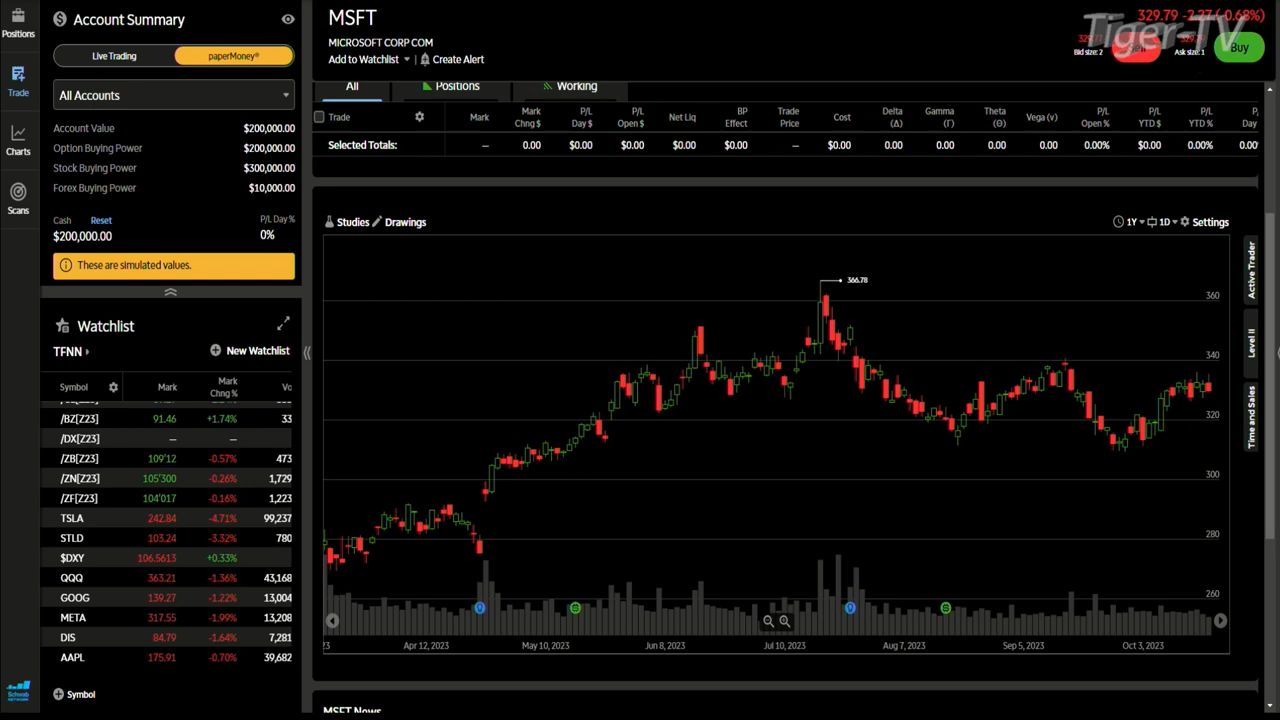 Positions
Trade
Charts
Scans
Schwab
NETWORK
Account Summary
Live Trading
paperMoney®
All Accounts
Account Value $200,000.00
Option Buying Power $200,000.00
Stock Buying Power $300,000.00
Forex Buying Power $10,000.00
Cash Reset P/L Day %
$200,000.00 0%
These are simulated values.
Watchlist
TFNN
New Watchlist
Symbol Mark Mark Chng %
/BZ[Z23] 91.46 +1.74% 33
/DX[Z23] — —
/ZB[Z23] 109'12 -0.57% 473
/ZN[Z23] 105'300 -0.26% 1,729
/ZF[Z23] 104'017 -0.16% 1,223
TSLA 242.84 -4.71% 99,237
STLD 103.24 -3.32% 780
$DXY 106.5613 +0.33%
QQQ 363.21 -1.36% 43,168
GOOG 139.27 -1.22% 13,004
META 317.55 -1.99% 13,208
DIS 84.79 -1.64% 7,281
AAPL 175.91 -0.70% 39,682
Symbol
MSFT
MICROSOFT CORP COM
Add to Watchlist | Create Alert
329.79 -2.27 (-0.68%)
Tiger-TV
Bid size: 2
Sell
Ask size: 1
Buy
All Positions Working
Trade Mark Mark Chng $ P/L Day $ P/L Open $ Net Liq BP Effect Trade Price Cost Delta (Δ) Gamma (Γ) Theta (Θ) Vega (v) P/L Open % P/L YTD $ P/L YTD % Day
Selected Totals: — 0.00 $0.00 $0.00 $0.00 $0.00 — $0.00 0.00 0.00 0.00 0.00 0.00% $0.00 0.00%
Studies Drawings
1Y 1D Settings
366.78
360
340
320
300
280
260
Apr 12, 2023 May 10, 2023 Jun 8, 2023 Jul 10, 2023 Aug 7, 2023 Sep 5, 2023 Oct 3, 2023
Active Trader
Level II
Time and Sales
MSFT News